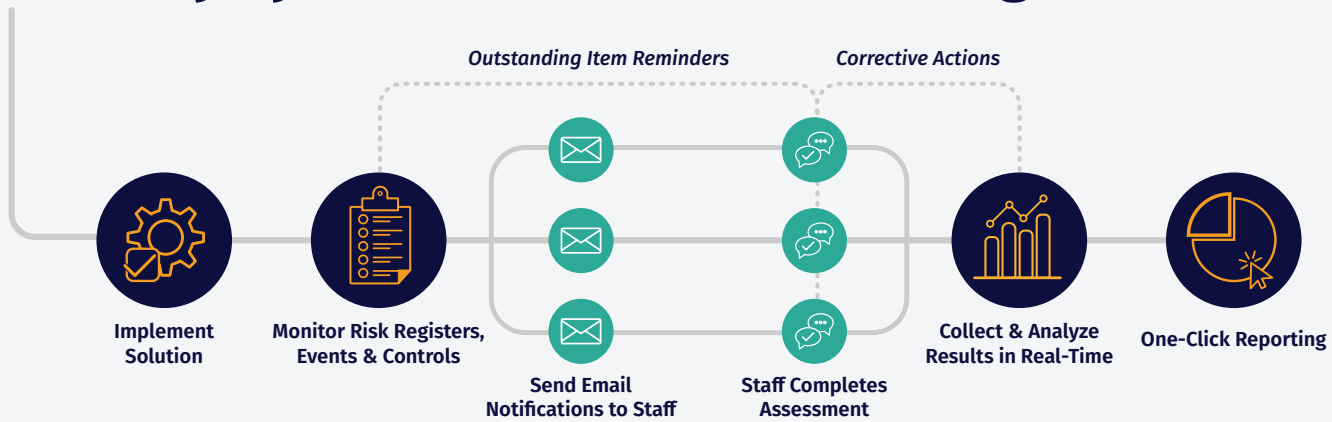 Outstanding Item Reminders
Corrective Actions
Implement
Solution
Monitor Risk Registers,
Events & Controls
Send Email
Notifications to Staff
Staff Completes
Assessment
Collect & Analyze
Results in Real-Time
One-Click Reporting